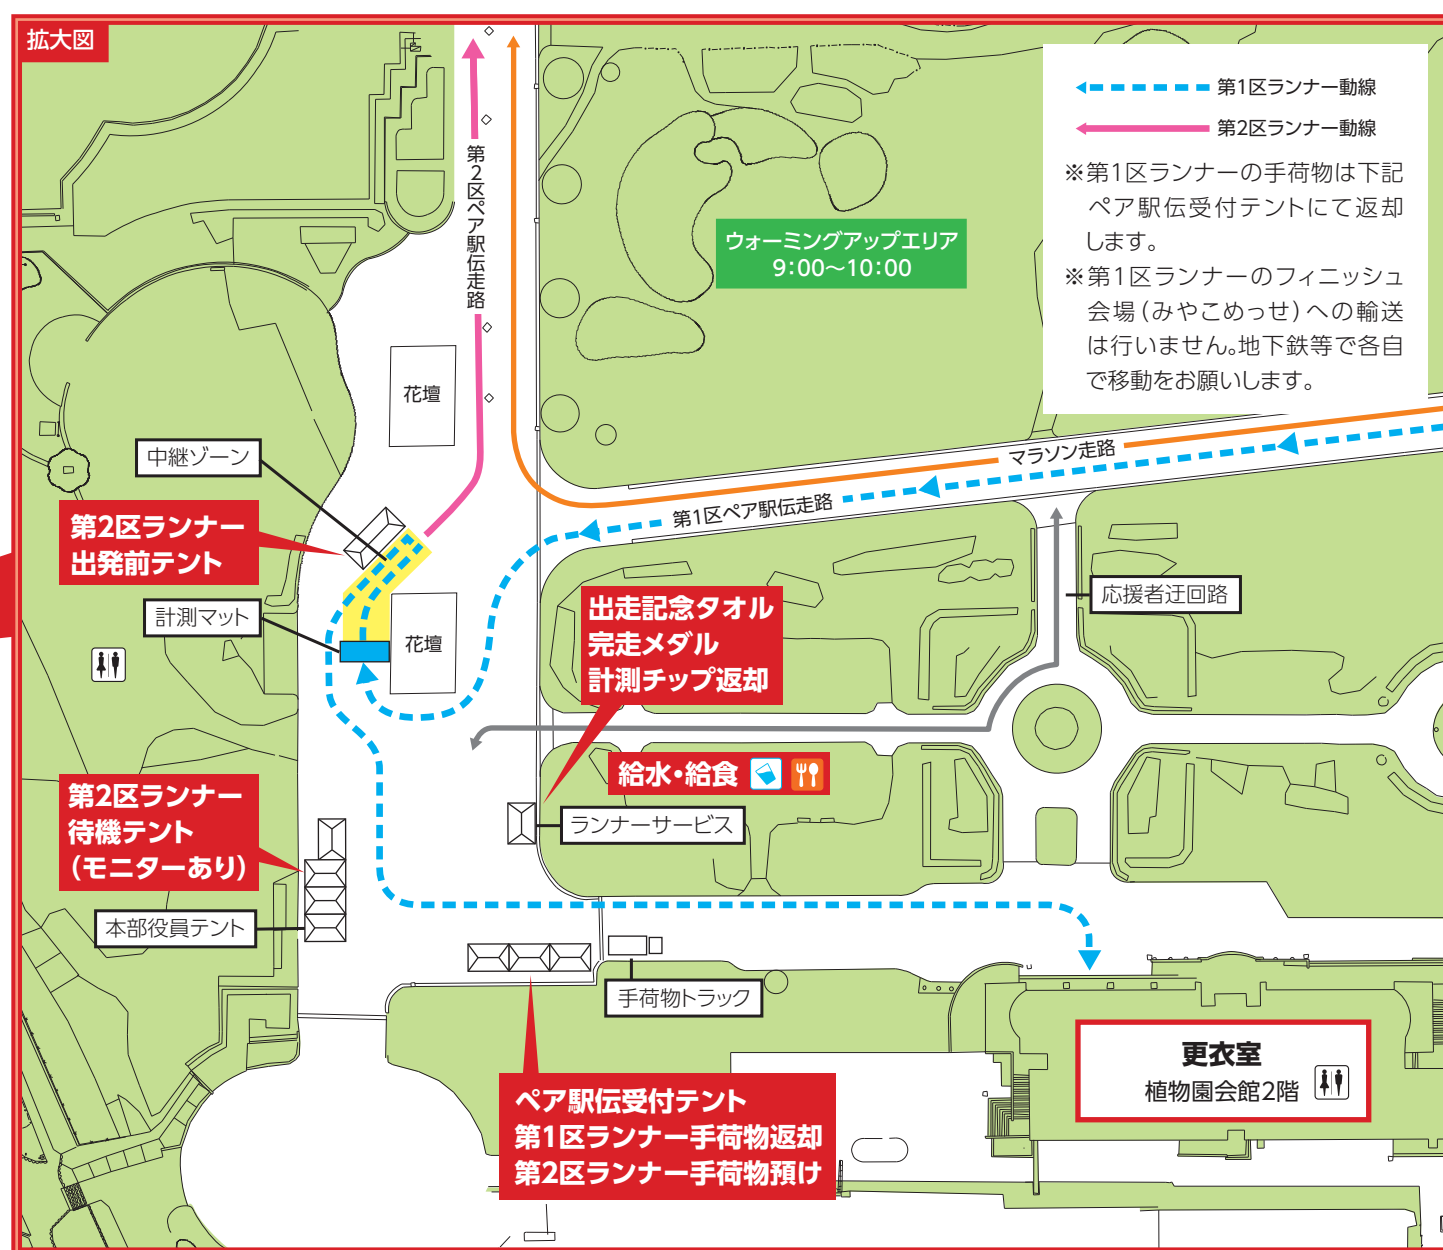 拡大図
第1区ランナー動線
第2区ランナー動線
※第1区ランナーの手荷物は下記
ペア駅伝受付テントにて返却
します。
※第1区ランナーのフィニッシュ
会場(みやこめっせ)への輸送
は行いません。地下鉄等で各自
で移動をお願いします。
第2区ペア駅伝走路
ウォーミングアップエリア
9:00〜10:00
花壇
中継ゾーン
マラソン走路
第1区ペア駅伝走路
第2区ランナー
出発前テント
計測マット
花壇
出走記念タオル
完走メダル
計測チップ返却
応援者迂回路
給水・給食
第2区ランナー
待機テント
(モニターあり)
ランナーサービス
本部役員テント
手荷物トラック
更衣室
植物園会館2階
ペア駅伝受付テント
第1区ランナー手荷物返却
第2区ランナー手荷物預け